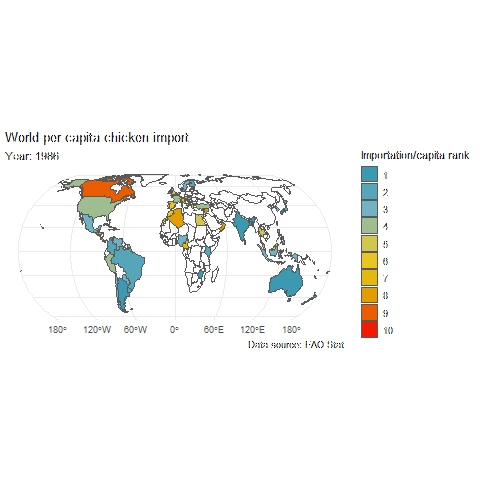 World per capita chicken import
Year: 1986
Importation/capita rank
1
2
3
4
5
6
7
8
9
10
180° 120°W 60°W 0° 60°E 120°E 180°
Data source: FAO Stat